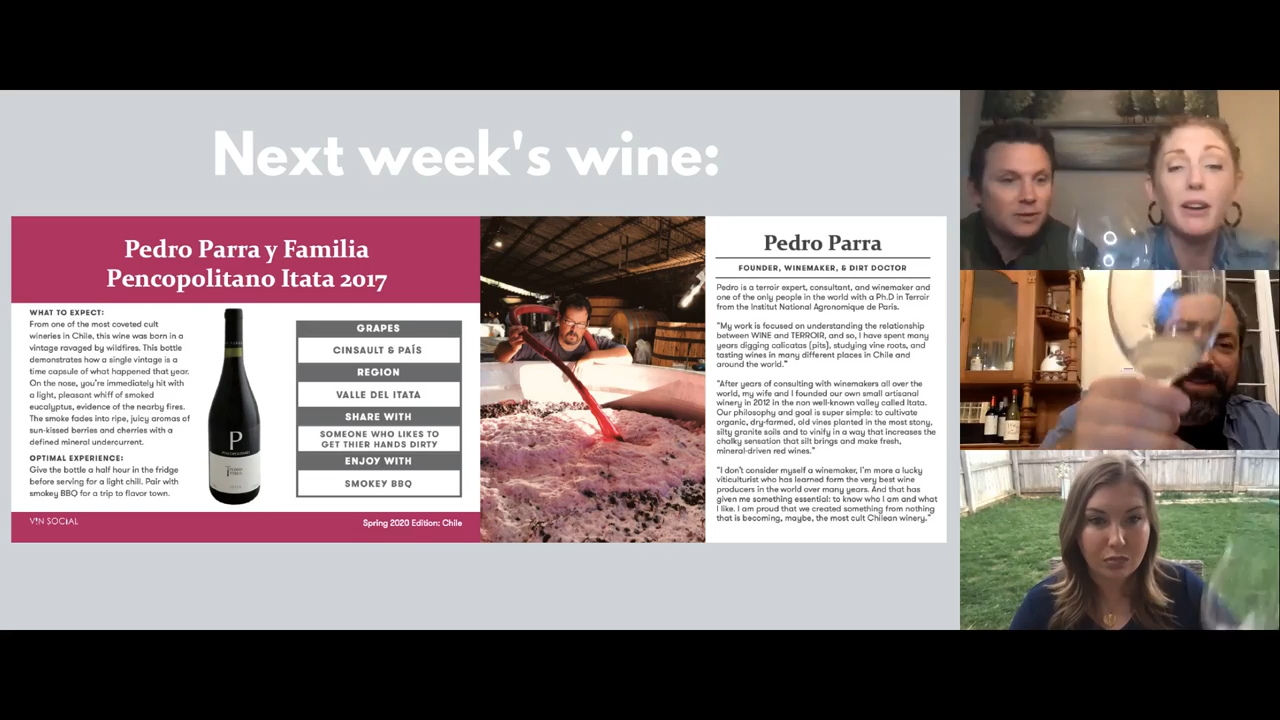 Next week's wine:
Pedro Parra y Familia
Pencopolitano Itata 2017
WHAT TO EXPECT:
From one of the most coveted cult
wineries in Chile, this wine was born in a
vintage ravaged by wildfires. This bottle
demonstrates how a single vintage is a
time capsule of what happened that year.
On the nose, you're immediately hit with
a light, pleasant whiff of smoked
eucalyptus, evidence of the nearby fires.
The smoke fades into ripe, juicy aromas of
sun-kissed berries and cherries with a
defined mineral undercurrent.
OPTIMAL EXPERIENCE:
Give the bottle a half hour in the fridge
before serving for a light chill. Pair with
smokey BBQ for a trip to flavor town.
P
GRAPES
CINSAULT & PAÍS
REGION
VALLE DEL ITATA
SHARE WITH
SOMEONE WHO LIKES TO
GET THIER HANDS DIRTY
ENJOY WITH
SMOKEY BBQ
VIN SOCIAL
Spring 2020 Edition: Chile
Pedro Parra
FOUNDER, WINEMAKER, & DIRT DOCTOR
Pedro is a terroir expert, consultant, and winemaker and
one of the only people in the world with a Ph.D in Terroir
from the Institut National Agronomique de Paris.
"My work is focused on understanding the relationship
between WINE and TERROIR, and so, I have spent many
years digging calicatas [pits], studying vine roots, and
tasting wines in many different places in Chile and
around the world."
"After years of consulting with winemakers all over the
world, my wife and I founded our own small artisanal
winery in 2012 in the non well-known valley called Itata.
Our philosophy and goal is super simple: to cultivate
organic, dry-farmed, old vines planted in the most stony,
silty granite soils and to vinify in a way that increases the
chalky sensation that silt brings and make fresh,
mineral-driven red wines."
"I don't consider myself a winemaker, I'm more a lucky
viticulturist who has learned form the very best wine
producers in the world over many years. And that has
given me something essential: to know who I am and what
I like. I am proud that we created something from nothing
that is becoming, maybe, the most cult Chilean winery."